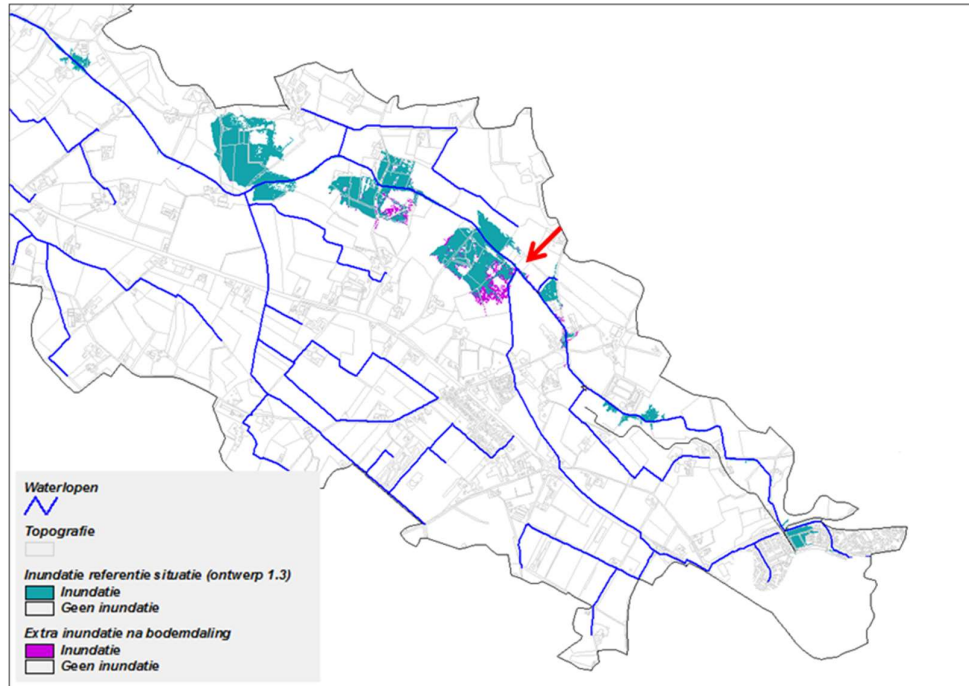 Waterlopen
Topografie
Inundatie referentie situatie (ontwerp 1.3)
Inundatie
Geen inundatie
Extra inundatie na bodemdaling
Inundatie
Geen inundatie